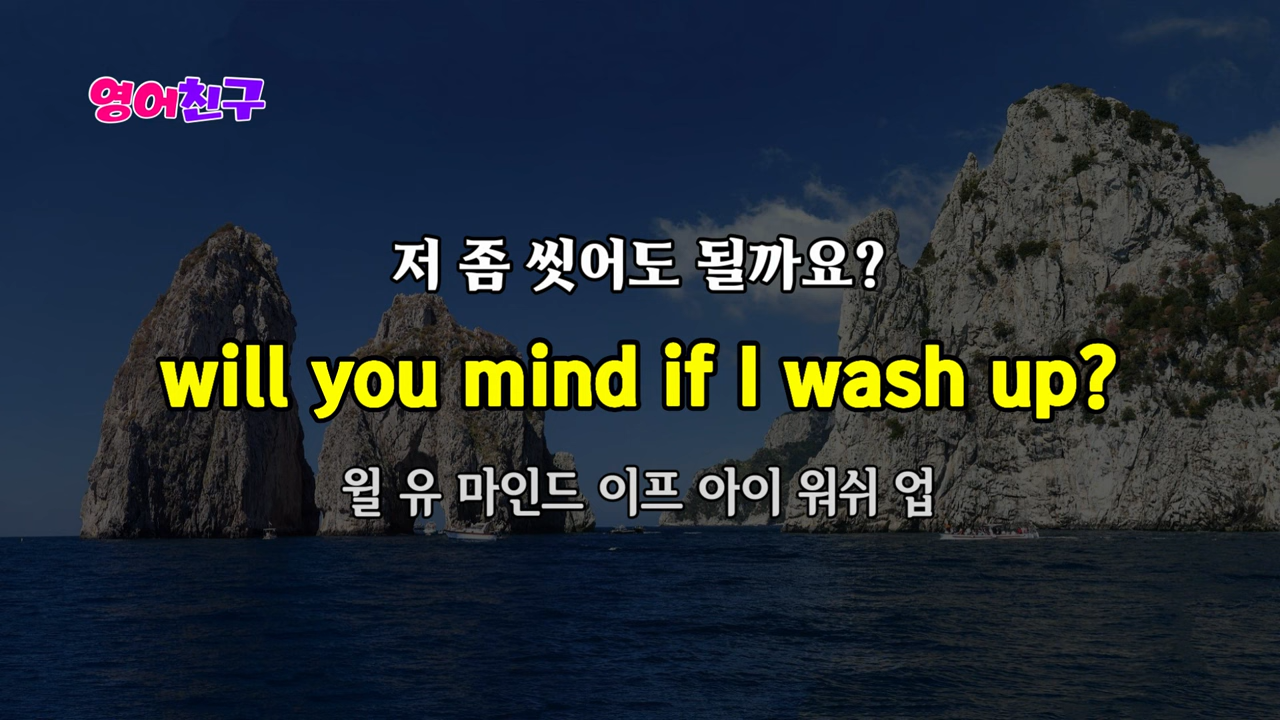 영어친구
저 좀 씻어도 될까요?
will you mind if I wash up?
윌 유 마인드 이프 아이 워쉬 업